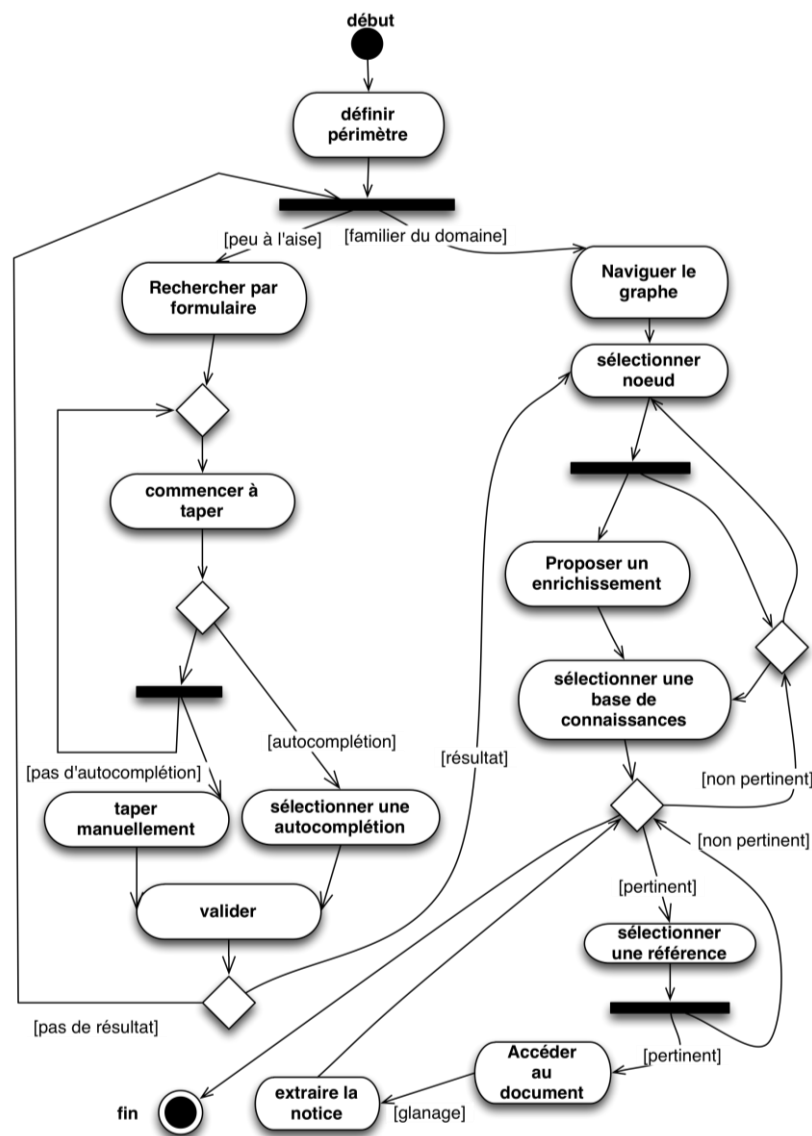 début
définir
périmètre
[peu à l'aise]
[familier du domaine]
Rechercher par
formulaire
Naviguer le
graphe
sélectionner
noeud
commencer à
taper
Proposer un
enrichissement
sélectionner une
base de
connaissances
[autocomplétion]
[résultat]
[pas d'autocomplétion]
[non pertinent]
taper
manuellement
sélectionner une
autocomplétion
[non pertinent]
[pertinent]
valider
sélectionner
une référence
[pas de résultat]
[pertinent]
Accéder
au
document
extraire la
notice
[glanage]
fin